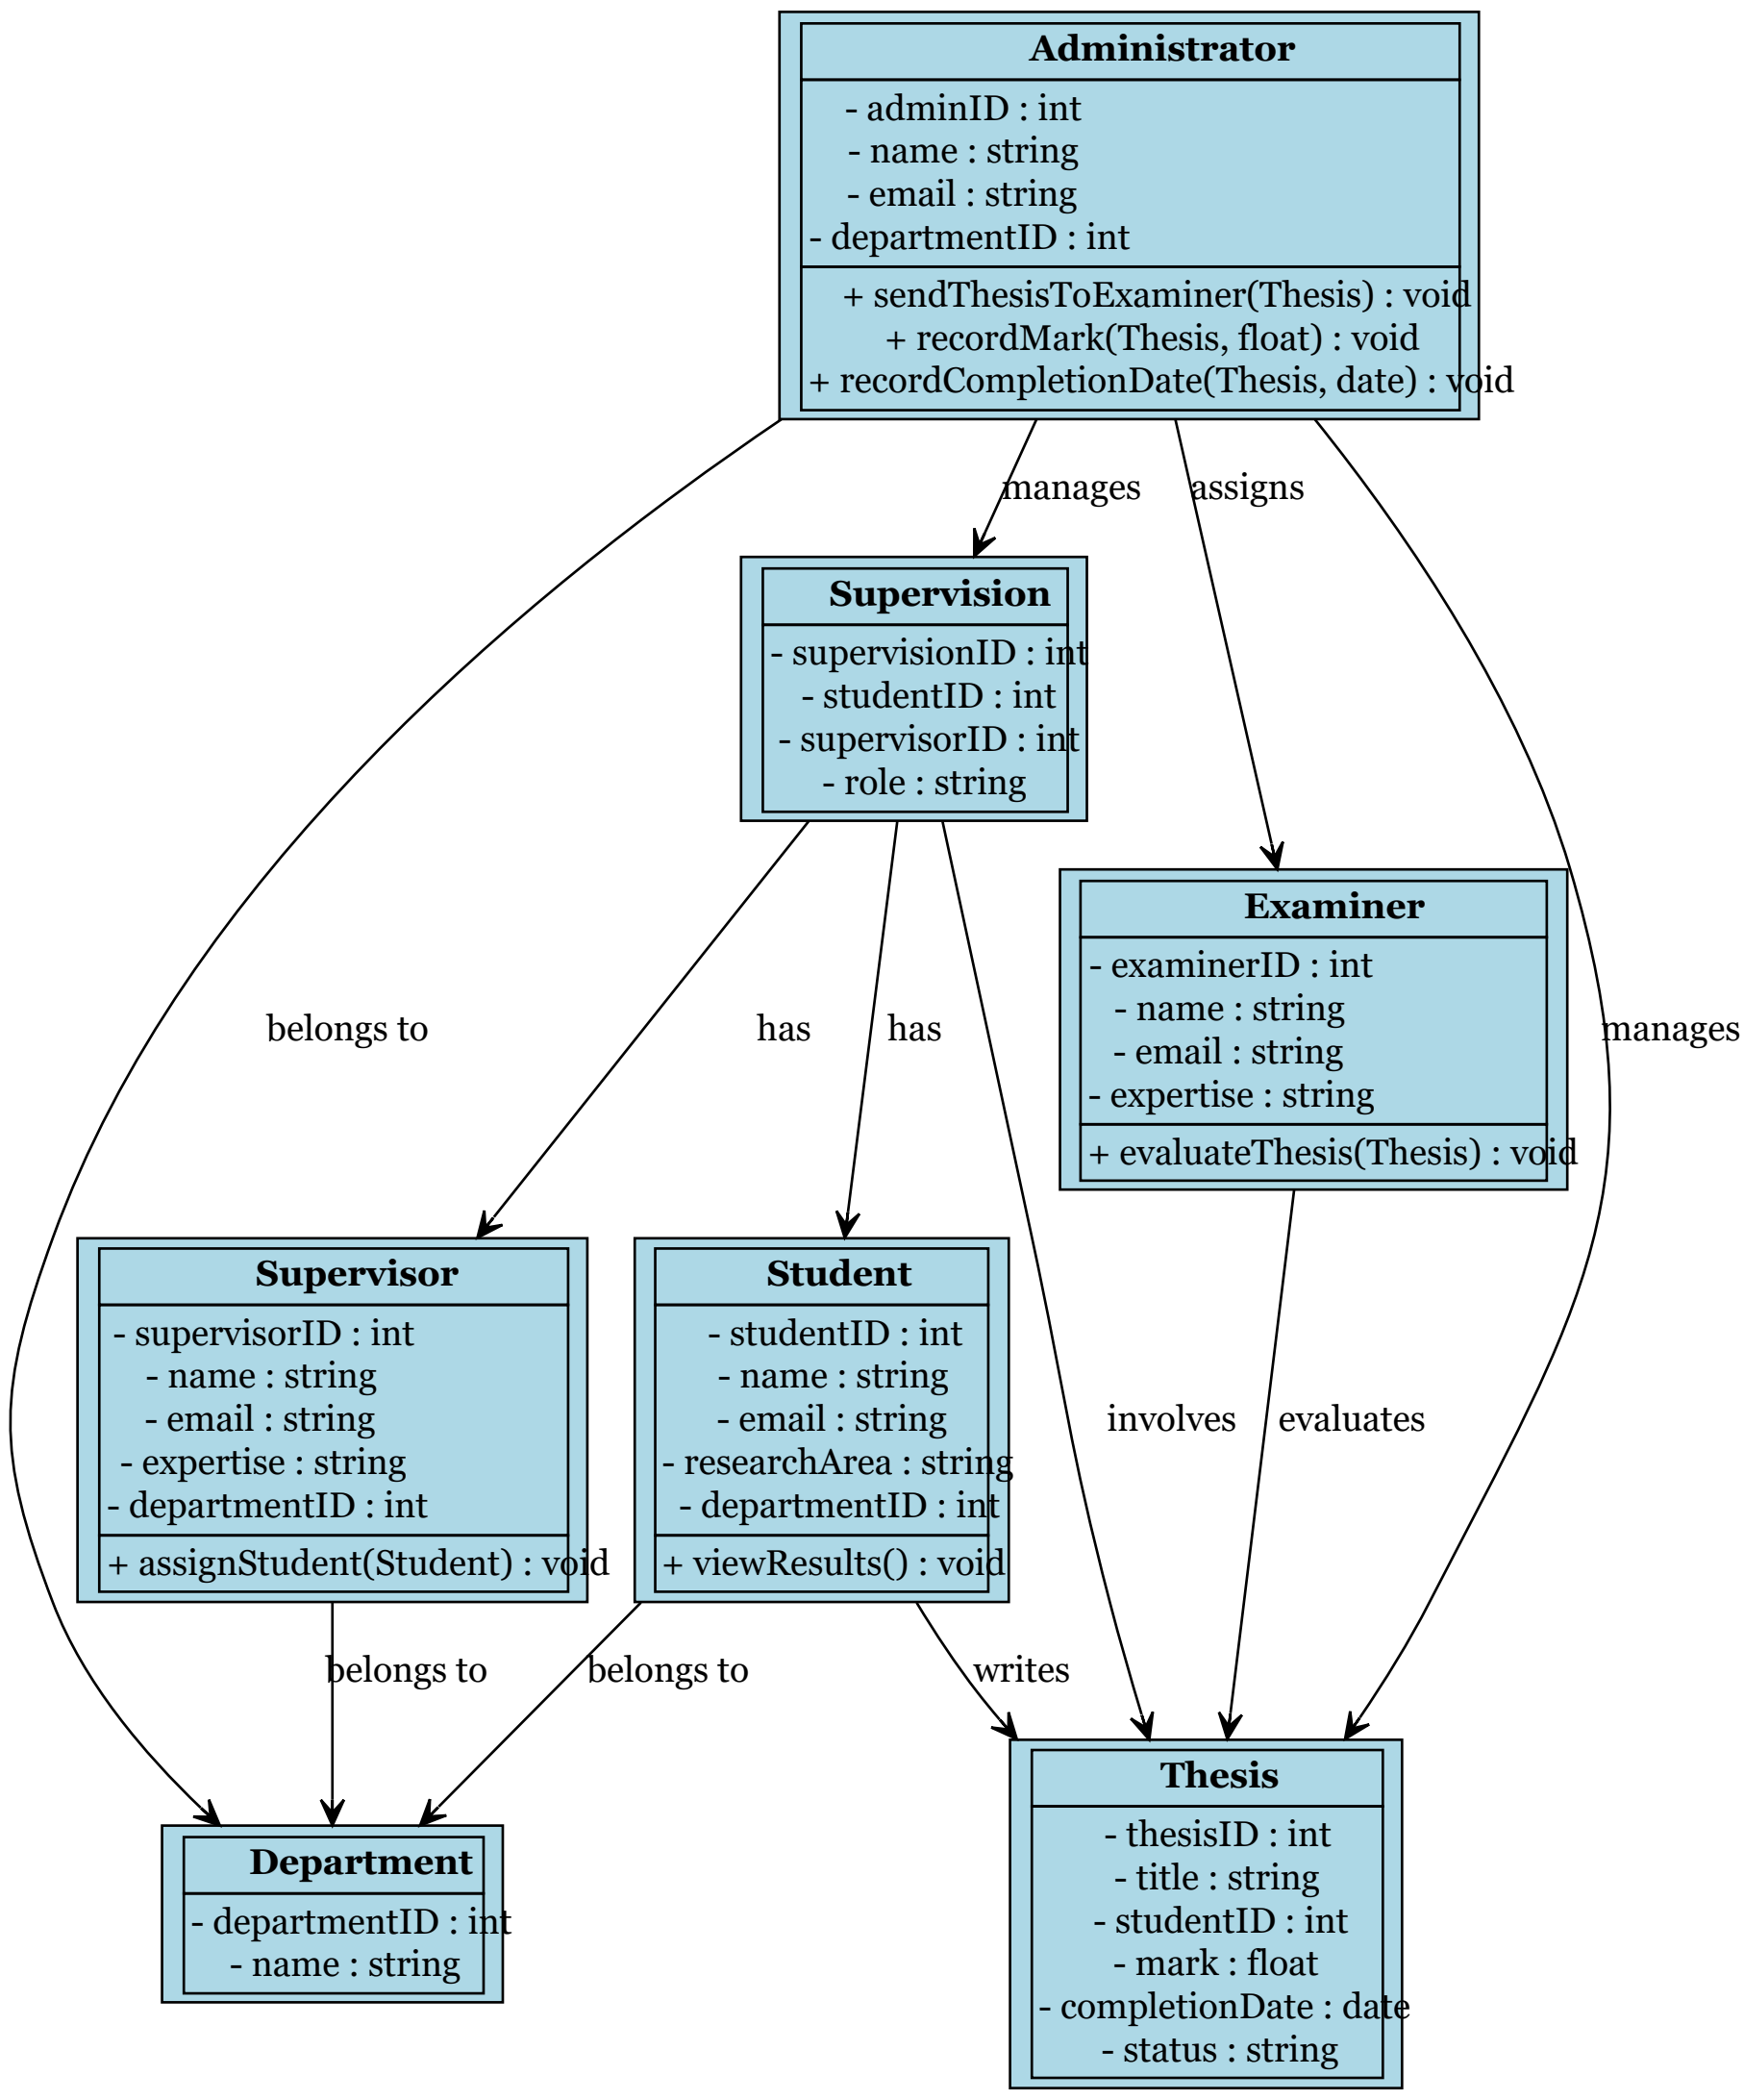 Administrator
- adminID : int
- name : string
- email : string
- departmentID : int
+ sendThesisToExaminer(Thesis) : void
+ recordMark(Thesis, float) : void
+ recordCompletionDate(Thesis, date) : void
manages
assigns
Supervision
- supervisionID : int
- studentID : int
- supervisorID : int
- role : string
Examiner
- examinerID : int
- name : string
- email : string
- expertise : string
+ evaluateThesis(Thesis) : void
belongs to
has
has
manages
Supervisor
- supervisorID : int
- name : string
- email : string
- expertise : string
- departmentID : int
+ assignStudent(Student) : void
Student
- studentID : int
- name : string
- email : string
- researchArea : string
- departmentID : int
+ viewResults() : void
involves
evaluates
belongs to
belongs to
writes
Department
- departmentID : int
- name : string
Thesis
- thesisID : int
- title : string
- studentID : int
- mark : float
- completionDate : date
- status : string